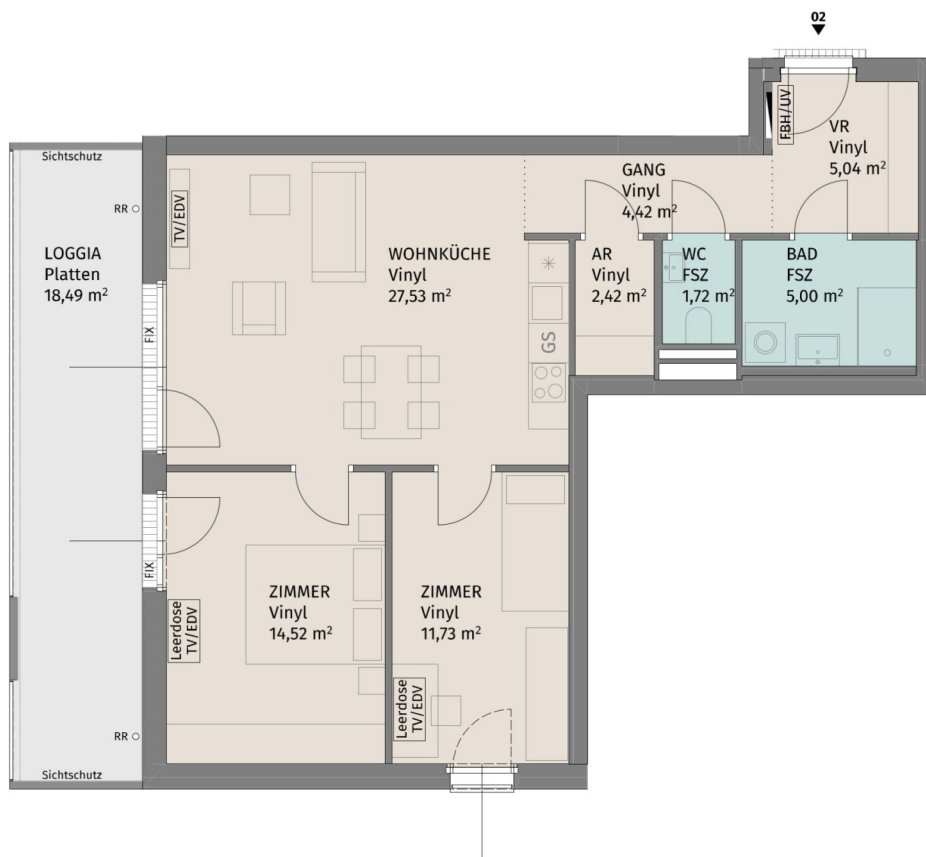 02
FBH/UV
VR
Vinyl
5,04 m²
Sichtschutz
GANG
Vinyl
4,42 m²
RR
TV/EDV
LOGGIA
Platten
18,49 m²
WOHNKÜCHE
Vinyl
27,53 m²
AR
Vinyl
2,42 m²
WC
FSZ
1,72 m²
BAD
FSZ
5,00 m²
FIX
GS
FIX
ZIMMER
Vinyl
14,52 m²
ZIMMER
Vinyl
11,73 m²
Leerdose
TV/EDV
Leerdose
TV/EDV
RR
Sichtschutz